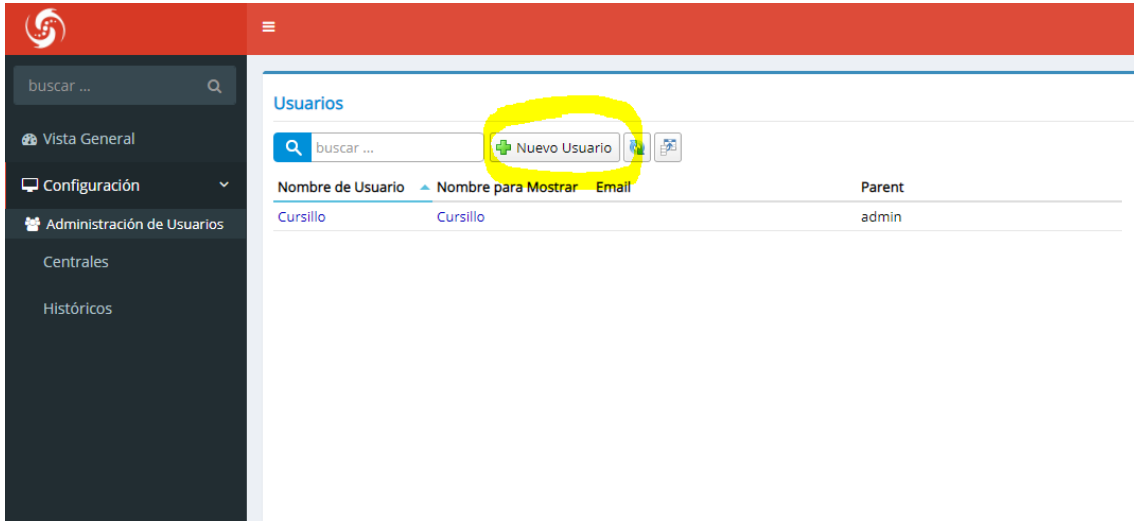 buscar ...
Vista General
Configuración
Administración de Usuarios
Centrales
Históricos
Usuarios
buscar ... Nuevo Usuario
Nombre de Usuario Nombre para Mostrar Email Parent
Cursillo Cursillo admin